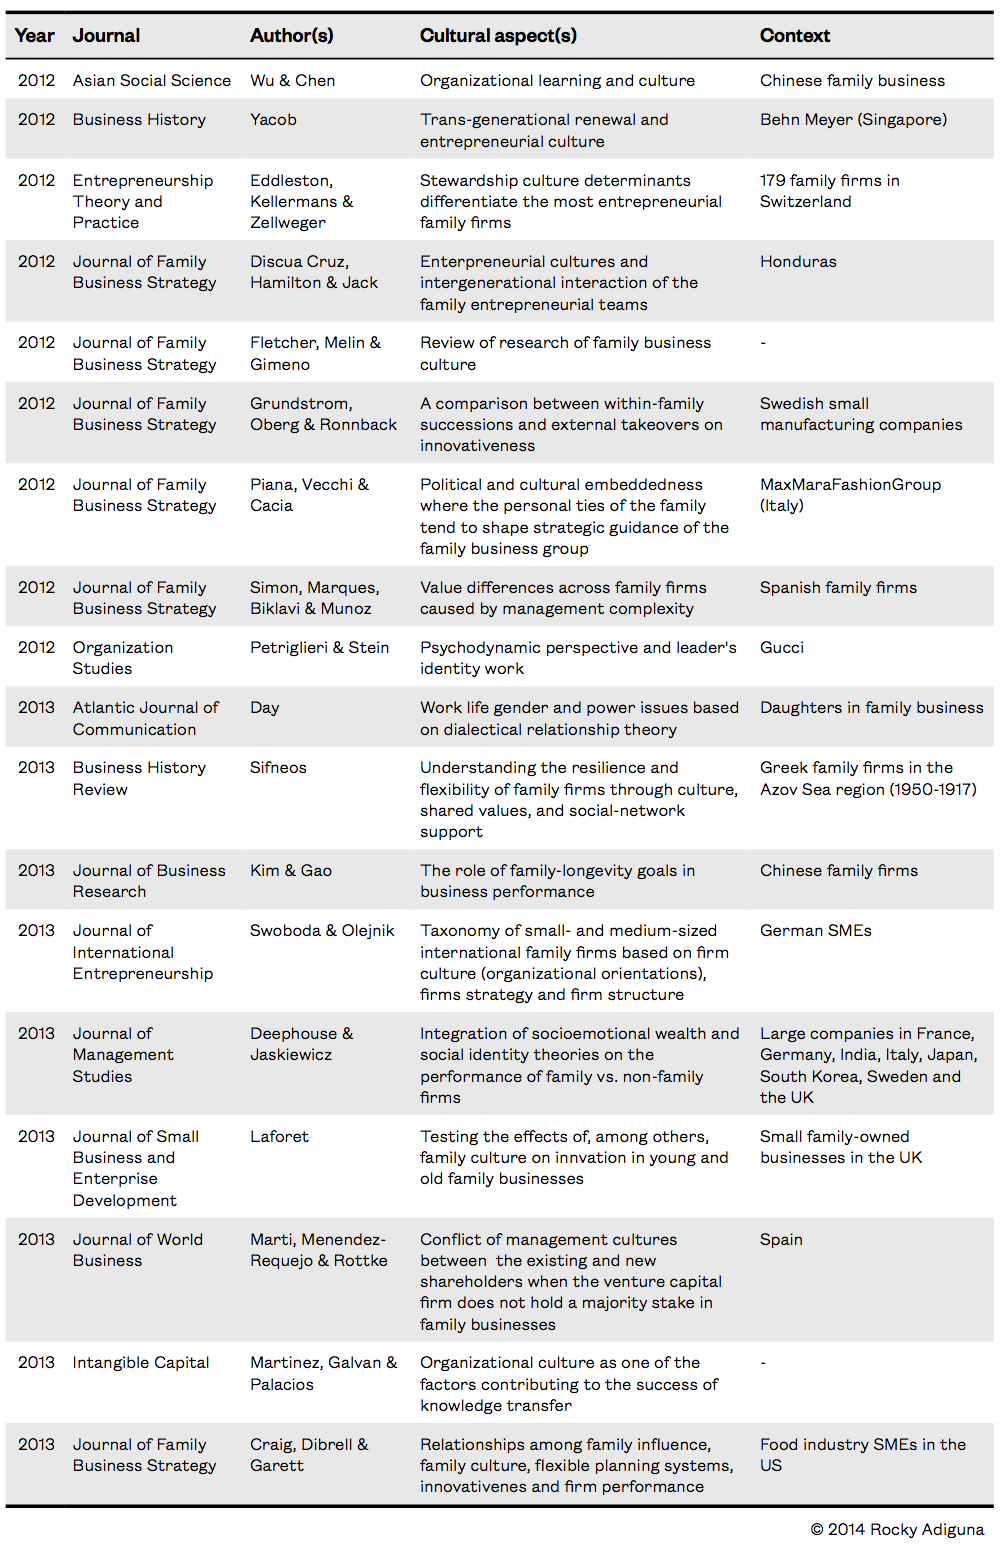 Year Journal Author(s) Cultural aspect(s) Context
2012 Asian Social Science Wu & Chen Organizational learning and culture Chinese family business
2012 Business History Yacob Trans-generational renewal and Behn Meyer (Singapore)
entrepreneurial culture
2012 Entrepreneurship Eddleston, Stewardship culture determinants 179 family firms in
Theory and Kellermans & differentiate the most entrepreneurial Switzerland
Practice Zellweger family firms
2012 Journal of Family Discua Cruz, Enterpreneurial cultures and Honduras
Business Strategy Hamilton & Jack intergenerational interaction of the
family entrepreneurial teams
2012 Journal of Family Fletcher, Melin & Review of research of family business -
Business Strategy Gimeno culture
2012 Journal of Family Grundstrom, A comparison between within-family Swedish small
Business Strategy Oberg & Ronnback successions and external takeovers on manufacturing companies
innovativeness
2012 Journal of Family Piana, Vecchi & Political and cultural embeddedness MaxMaraFashionGroup
Business Strategy Cacia where the personal ties of the family (Italy)
tend to shape strategic guidance of the
family business group
2012 Journal of Family Simon, Marques, Value differences across family firms Spanish family firms
Business Strategy Biklavi & Munoz caused by management complexity
2012 Organization Petriglieri & Stein Psychodynamic perspective and leader's Gucci
Studies identity work
2013 Atlantic Journal of Day Work life gender and power issues based Daughters in family business
Communication on dialectical relationship theory
2013 Business History Sifneos Understanding the resilience and Greek family firms in the
Review flexibility of family firms through culture, Azov Sea region (1950-1917)
shared values, and social-network
support
2013 Journal of Business Kim & Gao The role of family-longevity goals in Chinese family firms
Research business performance
2013 Journal of Swoboda & Olejnik Taxonomy of small- and medium-sized German SMEs
International international family firms based on firm
Entrepreneurship culture (organizational orientations),
firms strategy and firm structure
2013 Journal of Deephouse & Integration of socioemotional wealth and Large companies in France,
Management Jaskiewicz social identity theories on the Germany, India, Italy, Japan,
Studies performance of family vs. non-family South Korea, Sweden and
firms the UK
2013 Journal of Small Laforet Testing the effects of, among others, Small family-owned
Business and family culture on innvation in young and businesses in the UK
Enterprise old family businesses
Development
2013 Journal of World Marti, Menendez- Conflict of management cultures Spain
Business Requejo & Rottke between the existing and new
shareholders when the venture capital
firm does not hold a majority stake in
family businesses
2013 Intangible Capital Martinez, Galvan & Organizational culture as one of the -
Palacios factors contributing to the success of
knowledge transfer
2013 Journal of Family Craig, Dibrell & Relationships among family influence, Food industry SMEs in the
Business Strategy Garett family culture, flexible planning systems, US
innovativenes and firm performance
© 2014 Rocky Adiguna